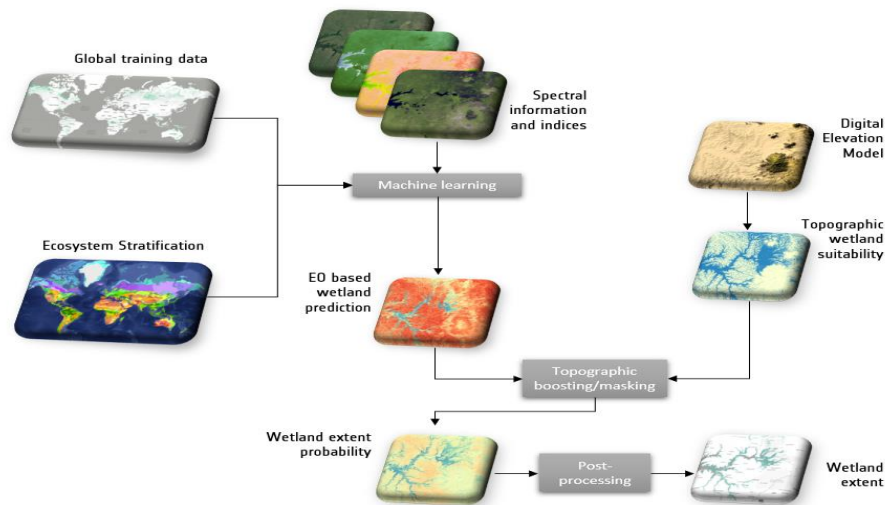 Global training data
Spectral
information
and indices
Digital
Elevation
Model
Machine learning
Ecosystem Stratification
Topographic
wetland
suitability
EO based
wetland
prediction
Topographic
boosting/masking
Wetland extent
probability
Post-
processing
Wetland
extent